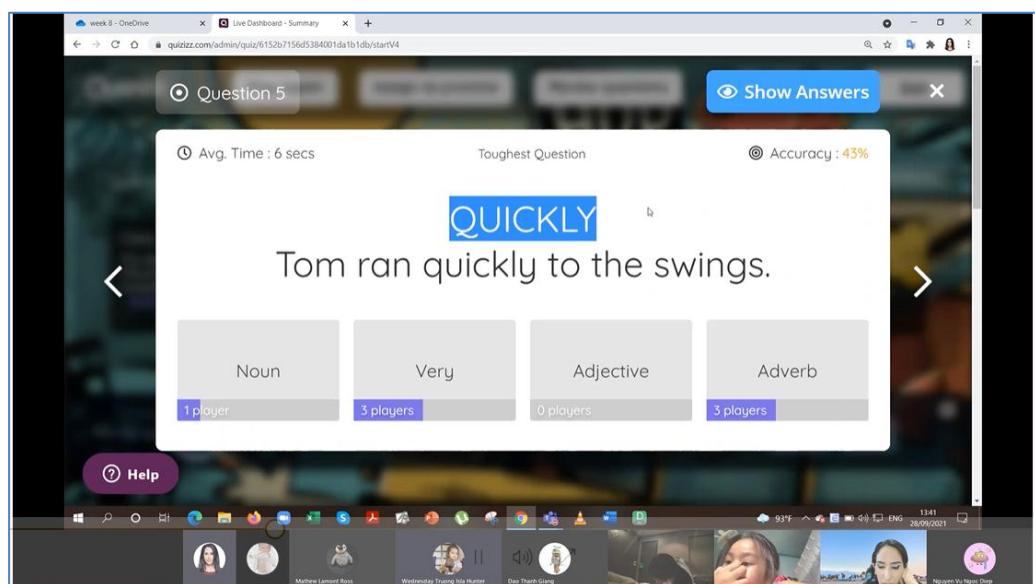 week 8 - OneDrive
Live Dashboard - Summary
quizizz.com/admin/quiz/6152b7156d5384001da1b1db/startV4
Question 5
Show Answers
Avg. Time : 6 secs
Toughest Question
Accuracy : 43%
QUICKLY
Tom ran quickly to the swings.
Noun
Very
Adjective
Adverb
1 player
3 players
0 players
3 players
Help
93°F
ENG
13:41
28/09/2021
Mathew Lamont Ross
Wednesday Truong Isla Hunter
Dao Thanh Giang
Nguyen Vu Ngoc Diep